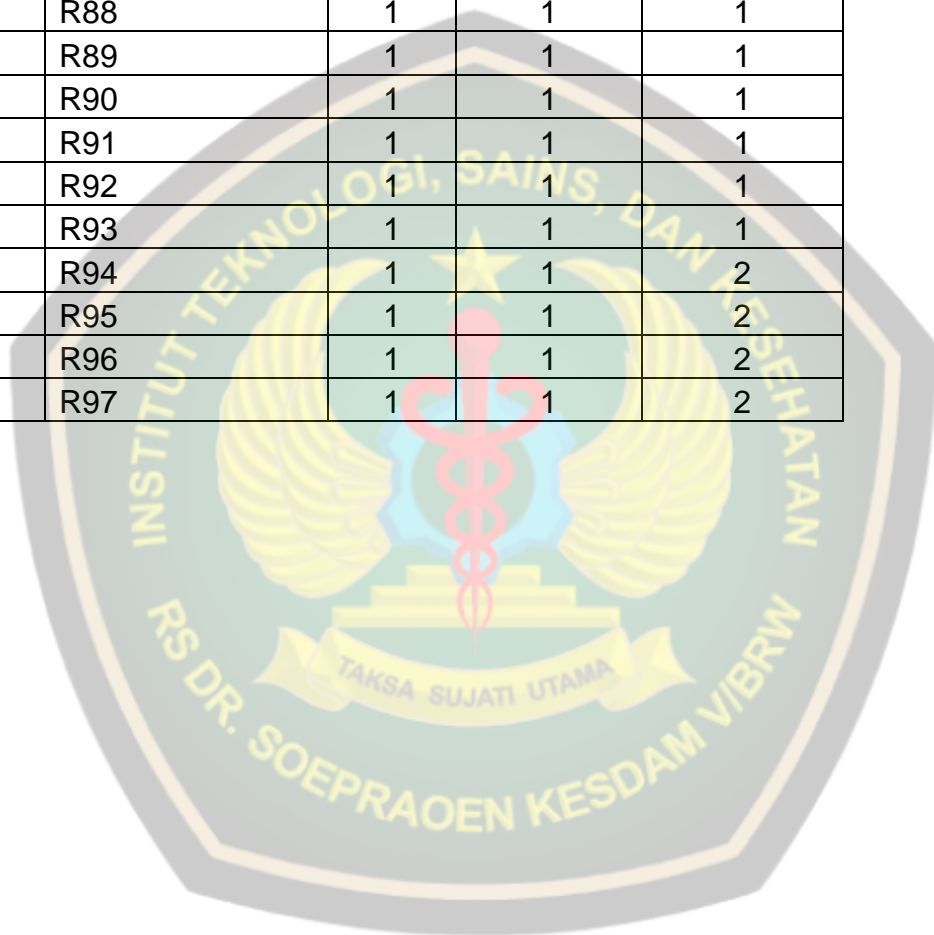 R88 1 1 1
R89 1 1 1
R90 1 1 1
R91 1 1 1
R92 1 1 1
R93 1 1 1
R94 1 1 2
R95 1 1 2
R96 1 1 2
R97 1 1 2
INSTITUT TEKNOLOGI, SAINS, DAN KESEHATAN
TAKSA SUJATI UTAMA
RS DR. SOEPRAOEN KESDAM V/BRW